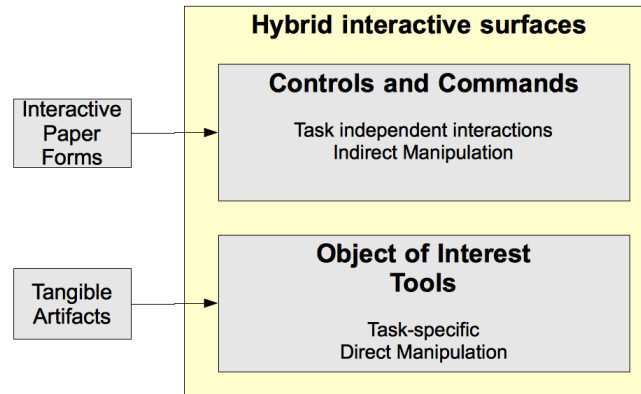 Hybrid interactive surfaces
Interactive
Paper
Forms
Controls and Commands
Task independent interactions
Indirect Manipulation
Tangible
Artifacts
Object of Interest
Tools
Task-specific
Direct Manipulation